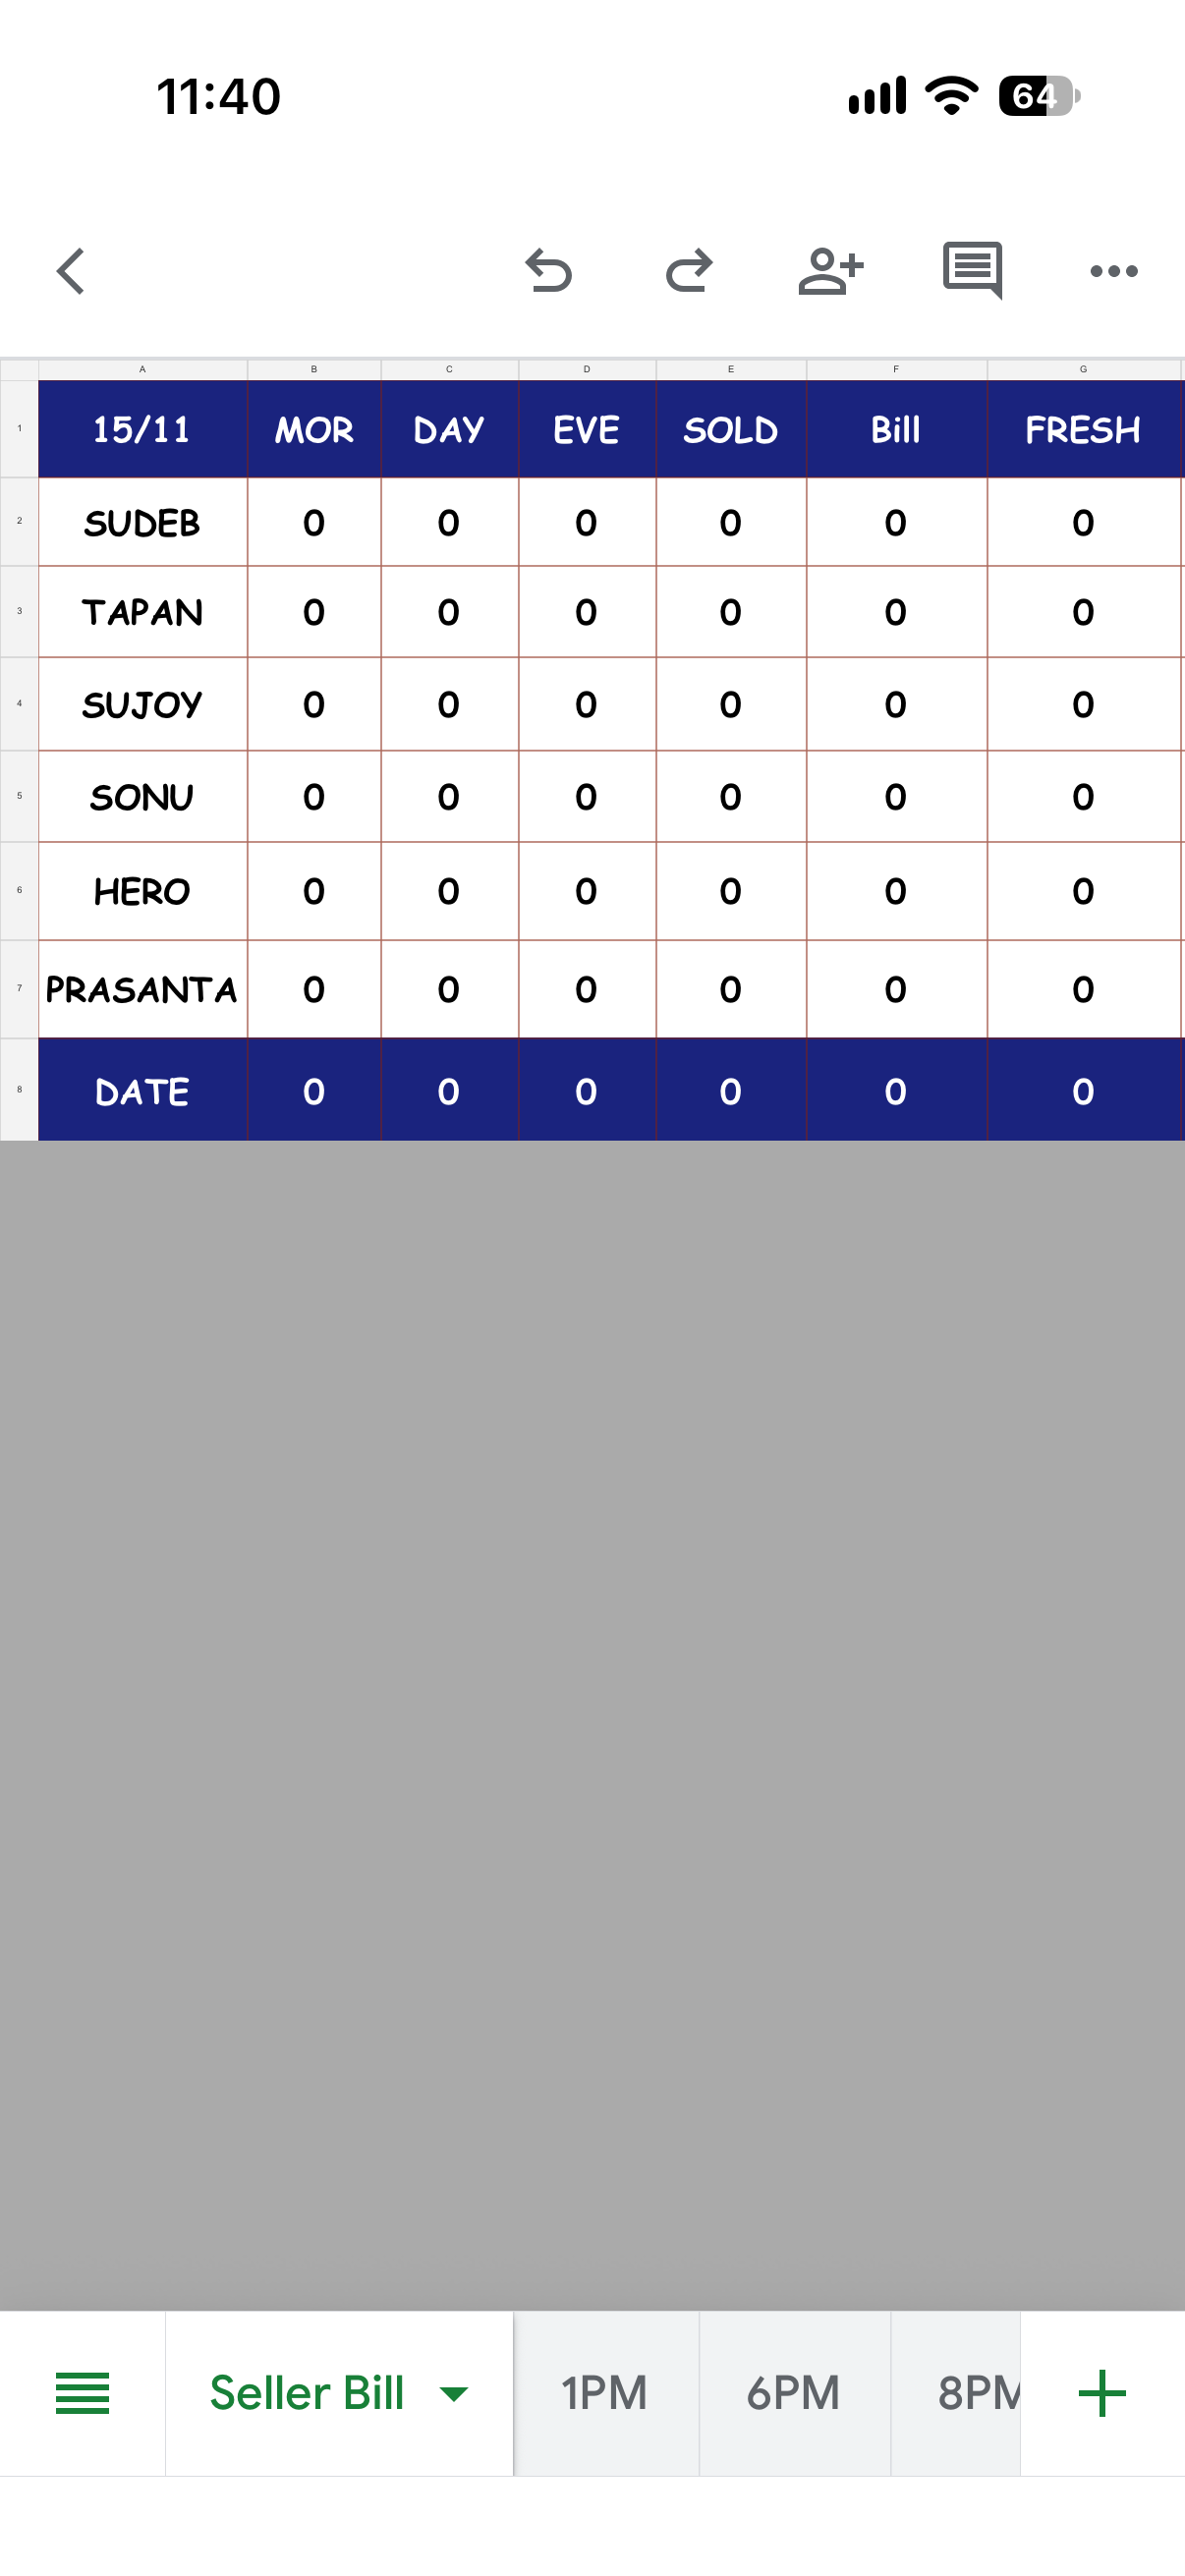 11:40 64
A B C D E F G
1 15/11 MOR DAY EVE SOLD Bill FRESH
2 SUDEB 0 0 0 0 0 0
3 TAPAN 0 0 0 0 0 0
4 SUJOY 0 0 0 0 0 0
5 SONU 0 0 0 0 0 0
6 HERO 0 0 0 0 0 0
7 PRASANTA 0 0 0 0 0 0
8 DATE 0 0 0 0 0 0
Seller Bill 1PM 6PM 8PM